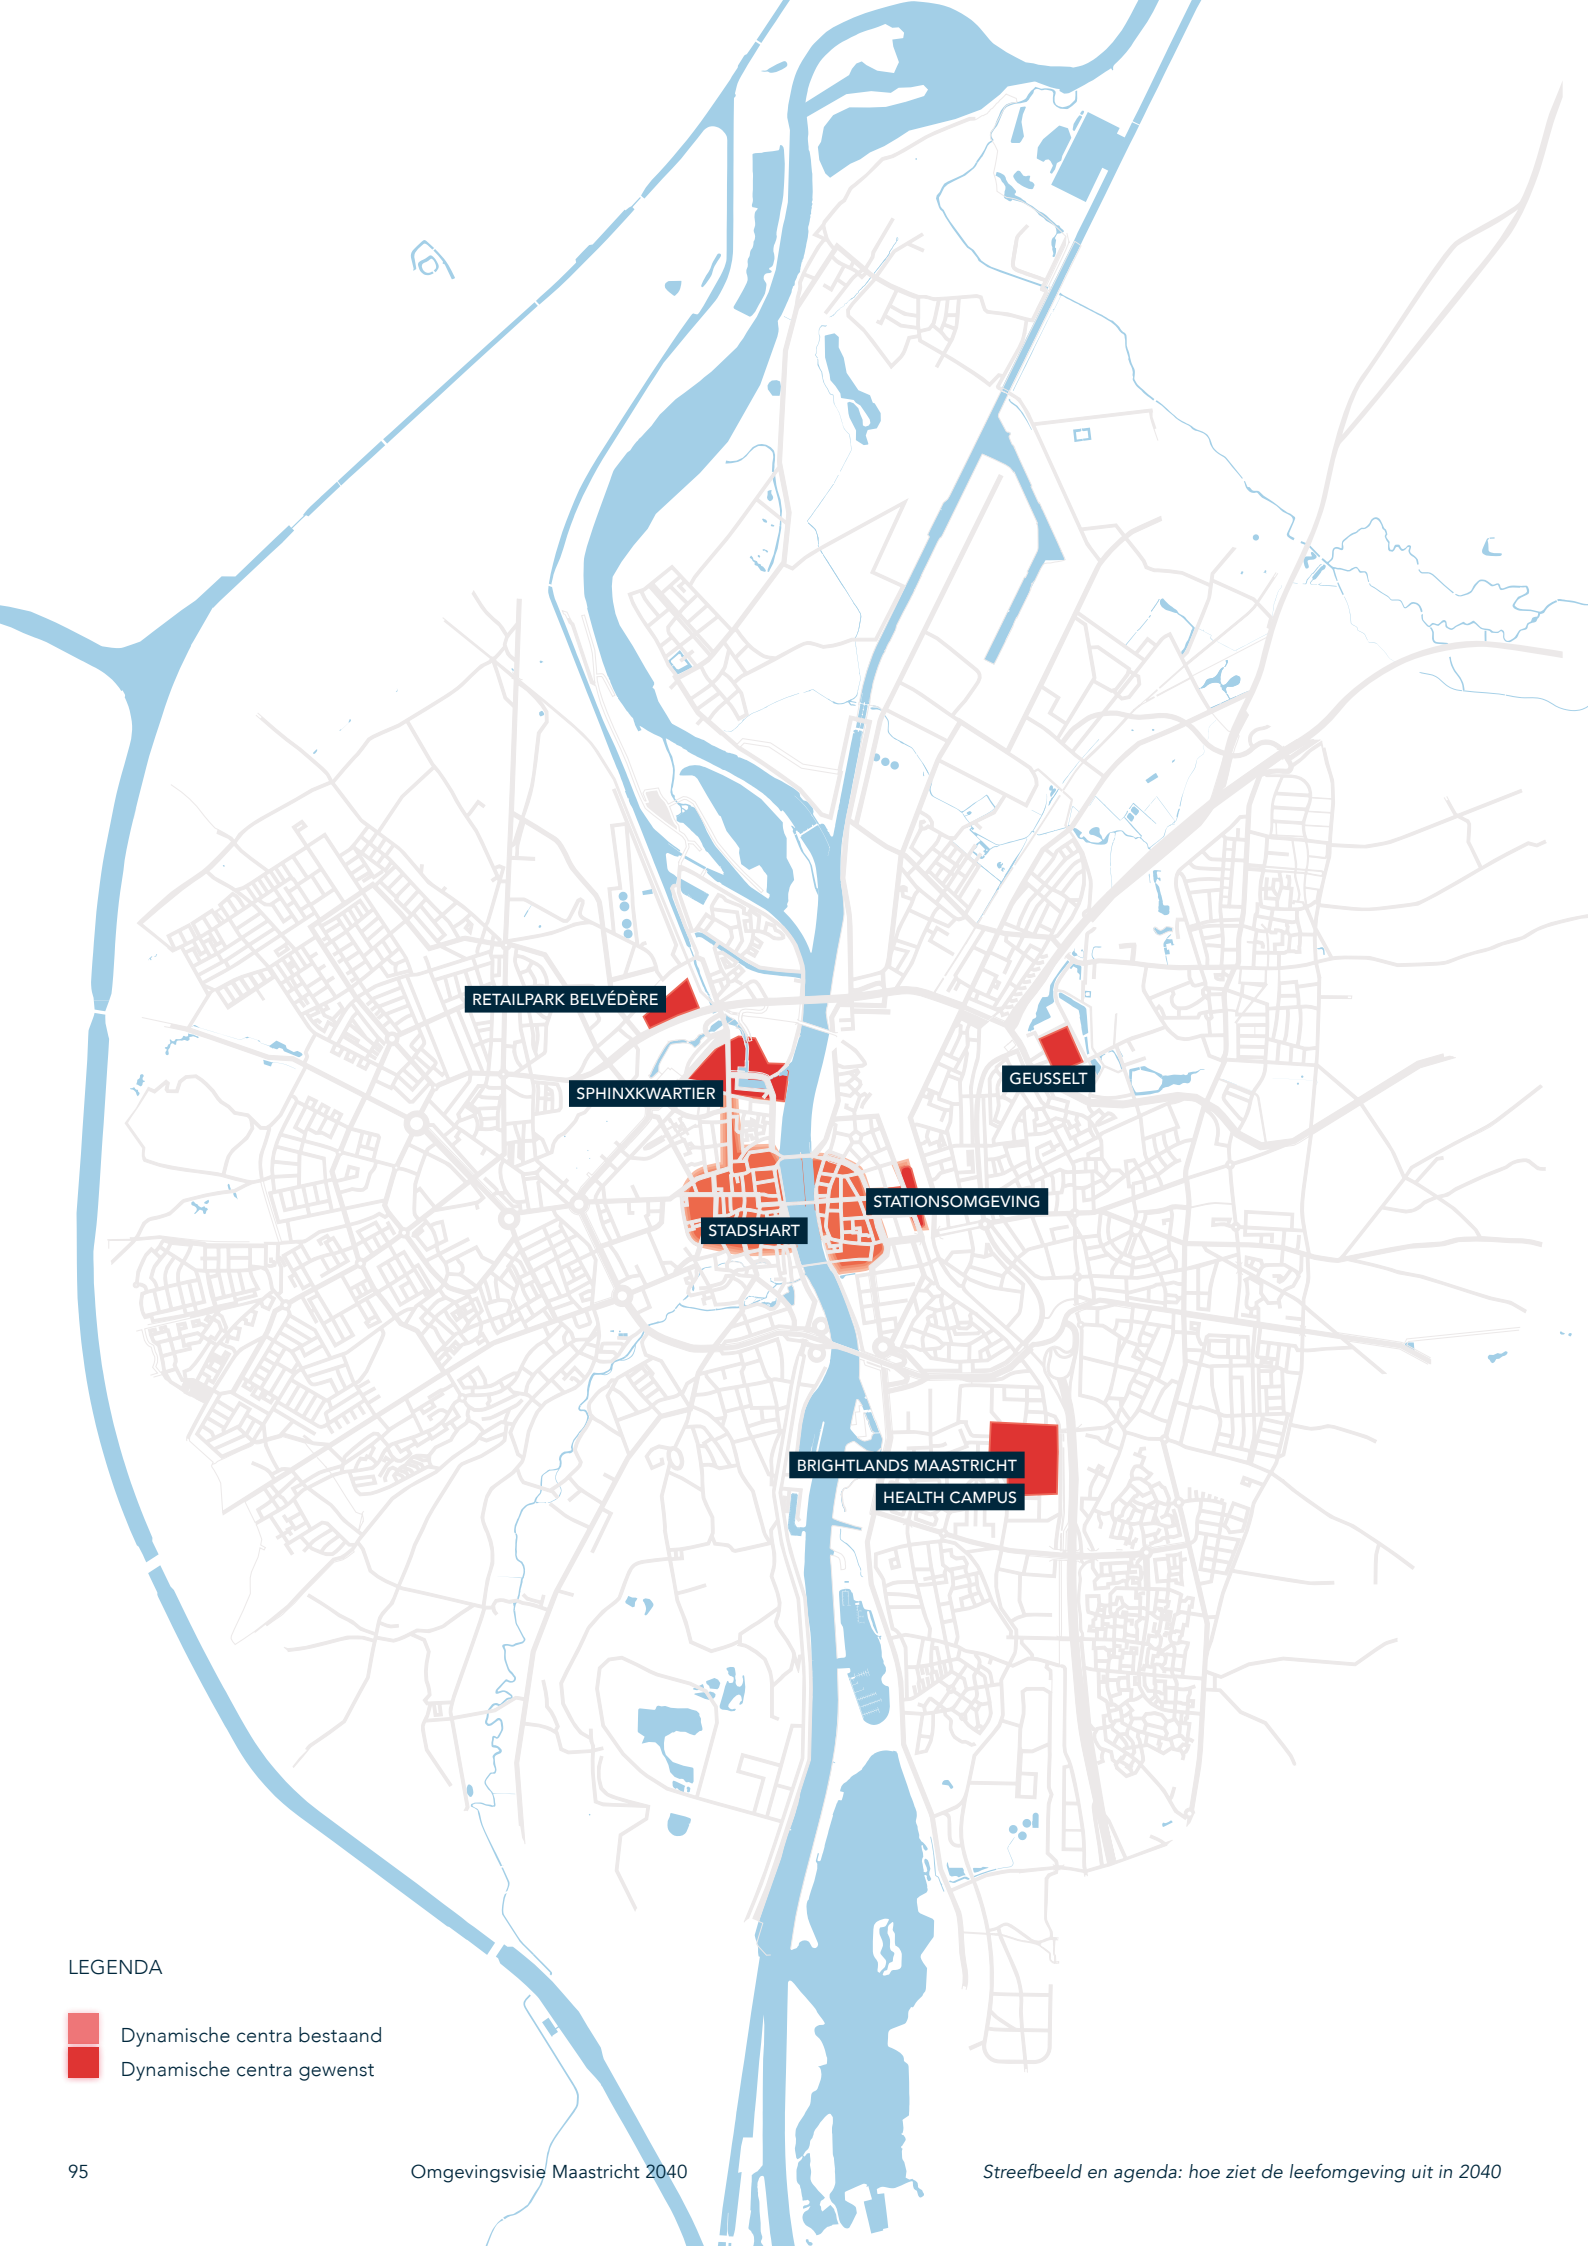 RETAILPARK BELVÉDÈRE
SPHINXKWARTIER
GEUSSELT
STATIONSOMGEVING
STADSHART
BRIGHTLANDS MAASTRICHT
HEALTH CAMPUS
LEGENDA
Dynamische centra bestaand
Dynamische centra gewenst
95
Omgevingsvisie Maastricht 2040
Streefbeeld en agenda: hoe ziet de leefomgeving uit in 2040